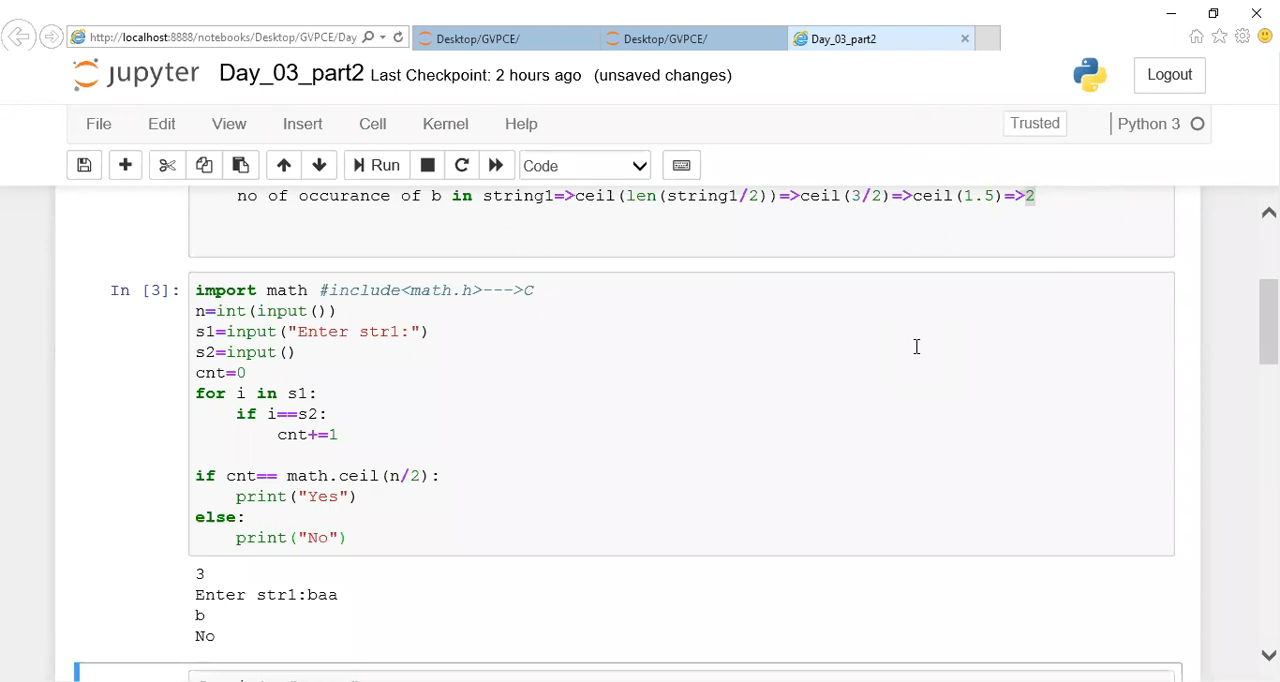 http://localhost:8888/notebooks/Desktop/GVPCE/Day
Desktop/GVPCE/
Desktop/GVPCE/
Day_03_part2
jupyter Day_03_part2 Last Checkpoint: 2 hours ago (unsaved changes)
Logout
File Edit View Insert Cell Kernel Help
Trusted
Python 3
Run
Code
no of occurance of b in string1=>ceil(len(string1/2))=>ceil(3/2)=>ceil(1.5)=>2
In [3]:
import math #include<math.h>--->C
n=int(input())
s1=input("Enter str1:")
s2=input()
cnt=0
for i in s1:
    if i==s2:
        cnt+=1
if cnt== math.ceil(n/2):
    print("Yes")
else:
    print("No")
3
Enter str1:baa
b
No